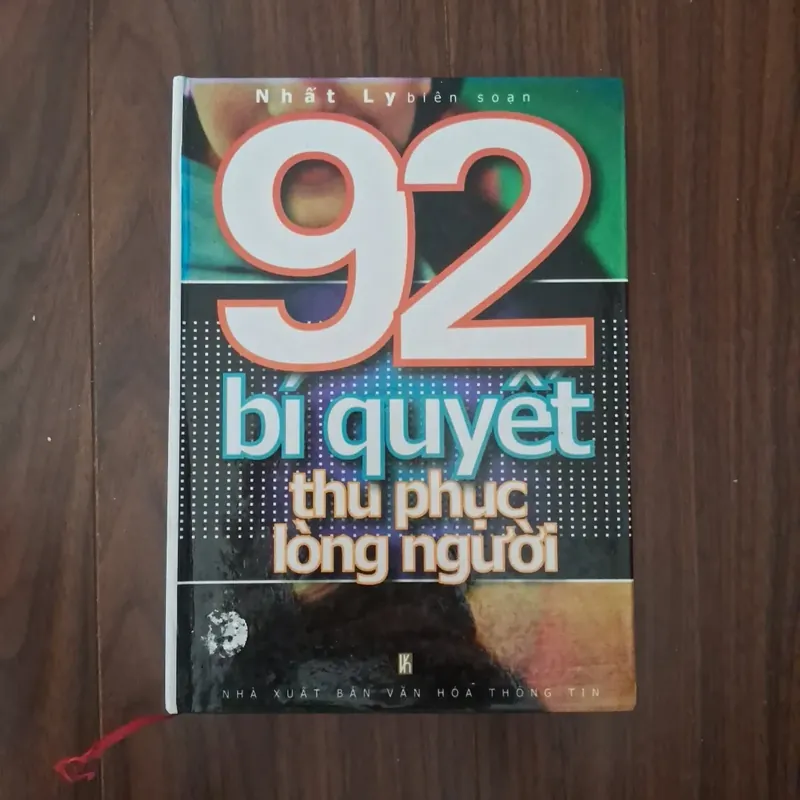 Nhất Ly biên soạn
92
bí quyết
thu phục
lòng người
NHÀ XUẤT BẢN VĂN HÓA - THÔNG TIN